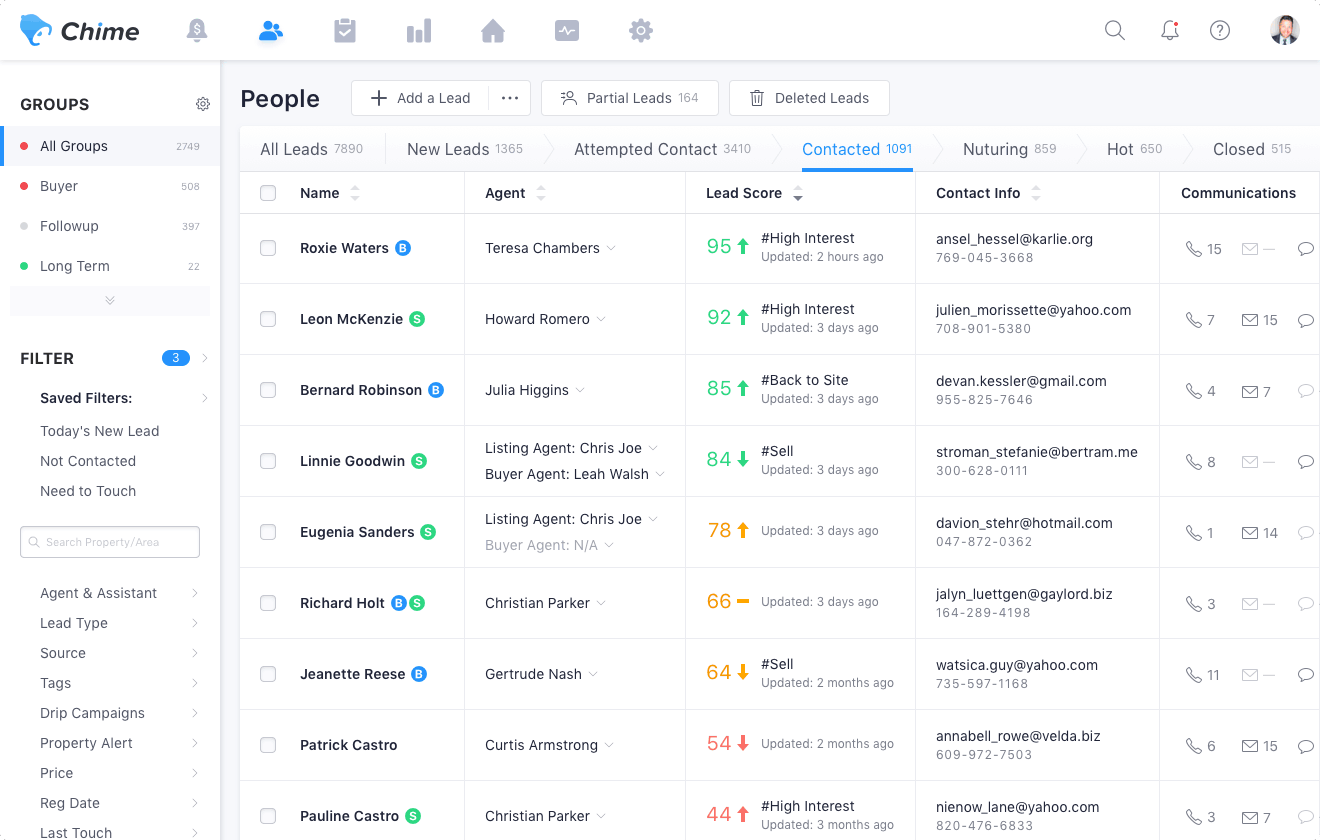 Chime
GROUPS
All Groups 2749
Buyer 508
Followup 397
Long Term 22
FILTER 3
Saved Filters:
Today's New Lead
Not Contacted
Need to Touch
Search Property/Area
Agent & Assistant
Lead Type
Source
Tags
Drip Campaigns
Property Alert
Price
Reg Date
Last Touch
People
Add a Lead
Partial Leads 164
Deleted Leads
All Leads 7890 New Leads 1365 Attempted Contact 3410 Contacted 1091 Nuturing 859 Hot 650 Closed 515
Name Agent Lead Score Contact Info Communications
Roxie Waters B Teresa Chambers 95 #High Interest ansel_hessel@karlie.org 15 —
Updated: 2 hours ago 769-045-3668
Leon McKenzie S Howard Romero 92 #High Interest julien_morissette@yahoo.com 7 15
Updated: 3 days ago 708-901-5380
Bernard Robinson B Julia Higgins 85 #Back to Site devan.kessler@gmail.com 4 7
Updated: 3 days ago 955-825-7646
Linnie Goodwin S Listing Agent: Chris Joe 84 #Sell stroman_stefanie@bertram.me 8 —
Buyer Agent: Leah Walsh Updated: 3 days ago 300-628-0111
Eugenia Sanders S Listing Agent: Chris Joe 78 Updated: 3 days ago davion_stehr@hotmail.com 1 14
Buyer Agent: N/A 047-872-0362
Richard Holt B S Christian Parker 66 Updated: 3 days ago jalyn_luettgen@gaylord.biz 3 —
164-289-4198
Jeanette Reese B Gertrude Nash 64 #Sell watsica.guy@yahoo.com 11 —
Updated: 2 months ago 735-597-1168
Patrick Castro Curtis Armstrong 54 Updated: 2 months ago annabell_rowe@velda.biz 6 15
609-972-7503
Pauline Castro S Christian Parker 44 #High Interest nienow_lane@yahoo.com 3 7
Updated: 3 months ago 820-476-6833